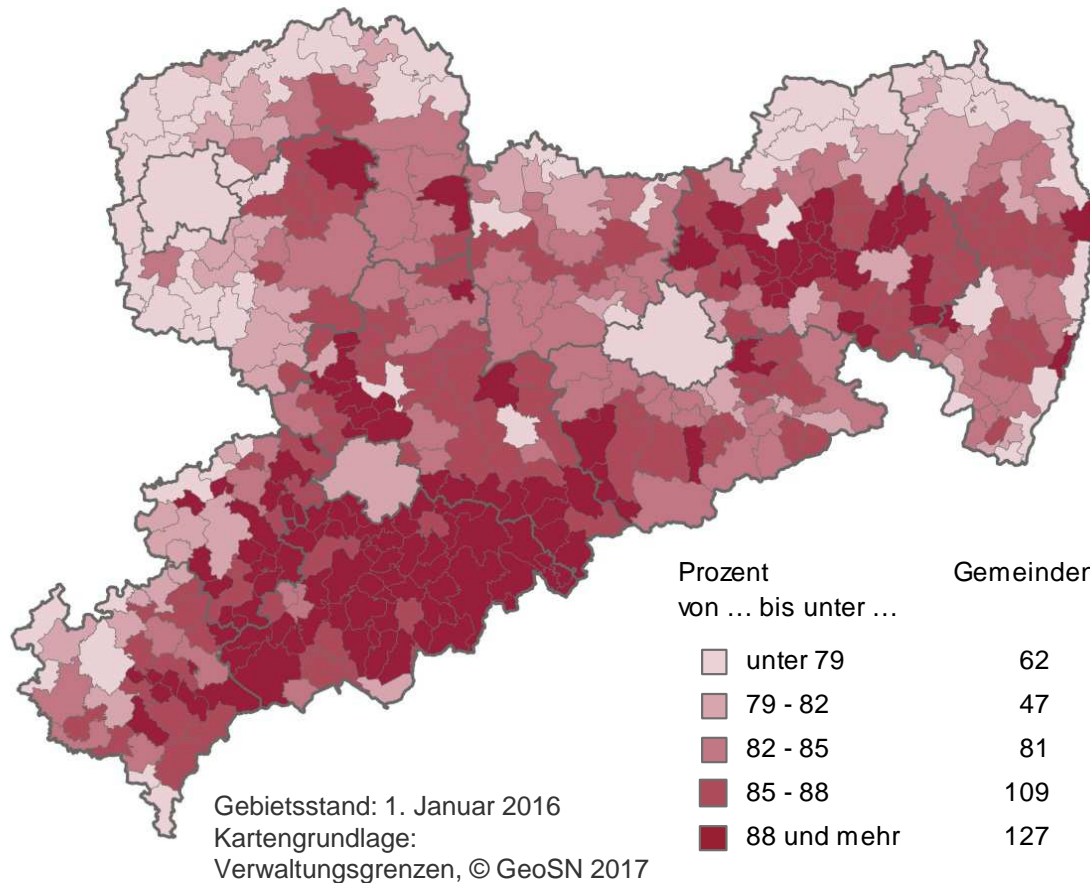 Prozent Gemeinden
von ... bis unter ...
unter 79 62
79 - 82 47
82 - 85 81
85 - 88 109
88 und mehr 127
Gebietsstand: 1. Januar 2016
Kartengrundlage:
Verwaltungsgrenzen, © GeoSN 2017